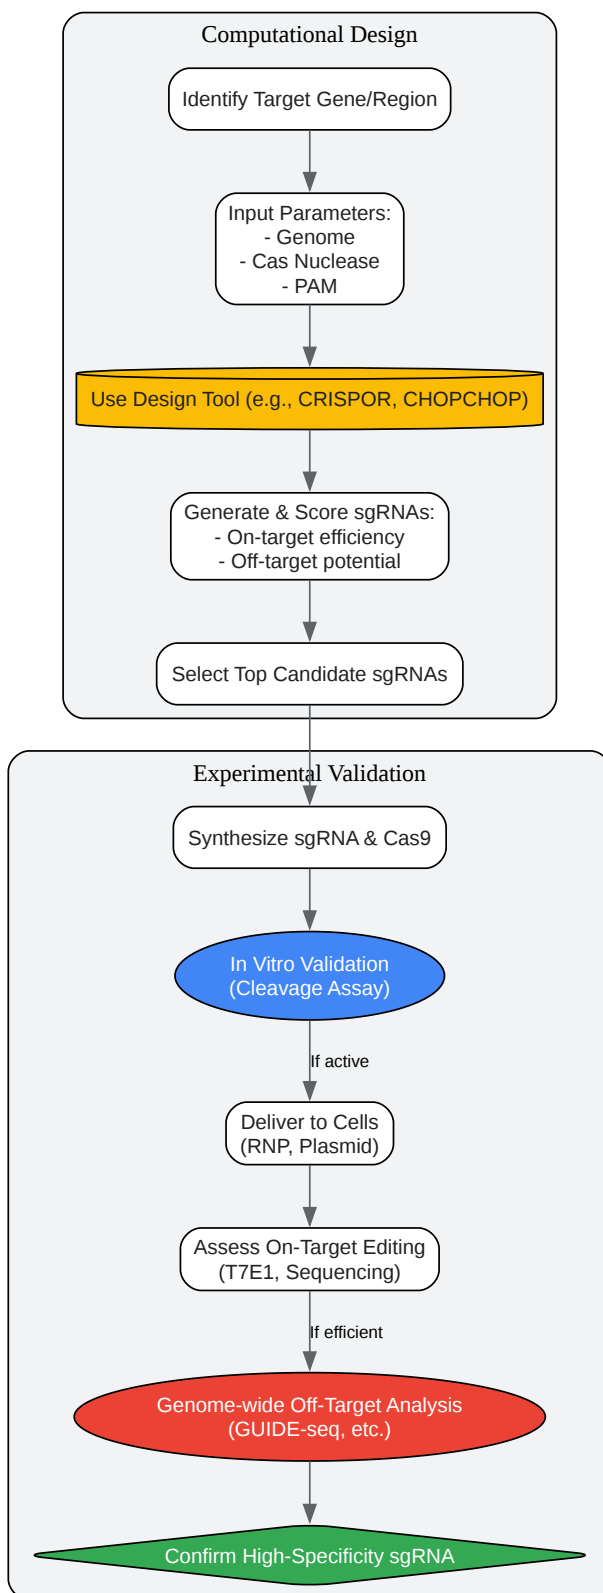 Computational Design
Identify Target Gene/Region
Input Parameters:
- Genome
- Cas Nuclease
- PAM
Use Design Tool (e.g., CRISPOR, CHOPCHOP)
Generate & Score sgRNAs:
- On-target efficiency
- Off-target potential
Select Top Candidate sgRNAs
Experimental Validation
Synthesize sgRNA & Cas9
In Vitro Validation
(Cleavage Assay)
If active
Deliver to Cells
(RNP, Plasmid)
Assess On-Target Editing
(T7E1, Sequencing)
If efficient
Genome-wide Off-Target Analysis
(GUIDE-seq, etc.)
Confirm High-Specificity sgRNA